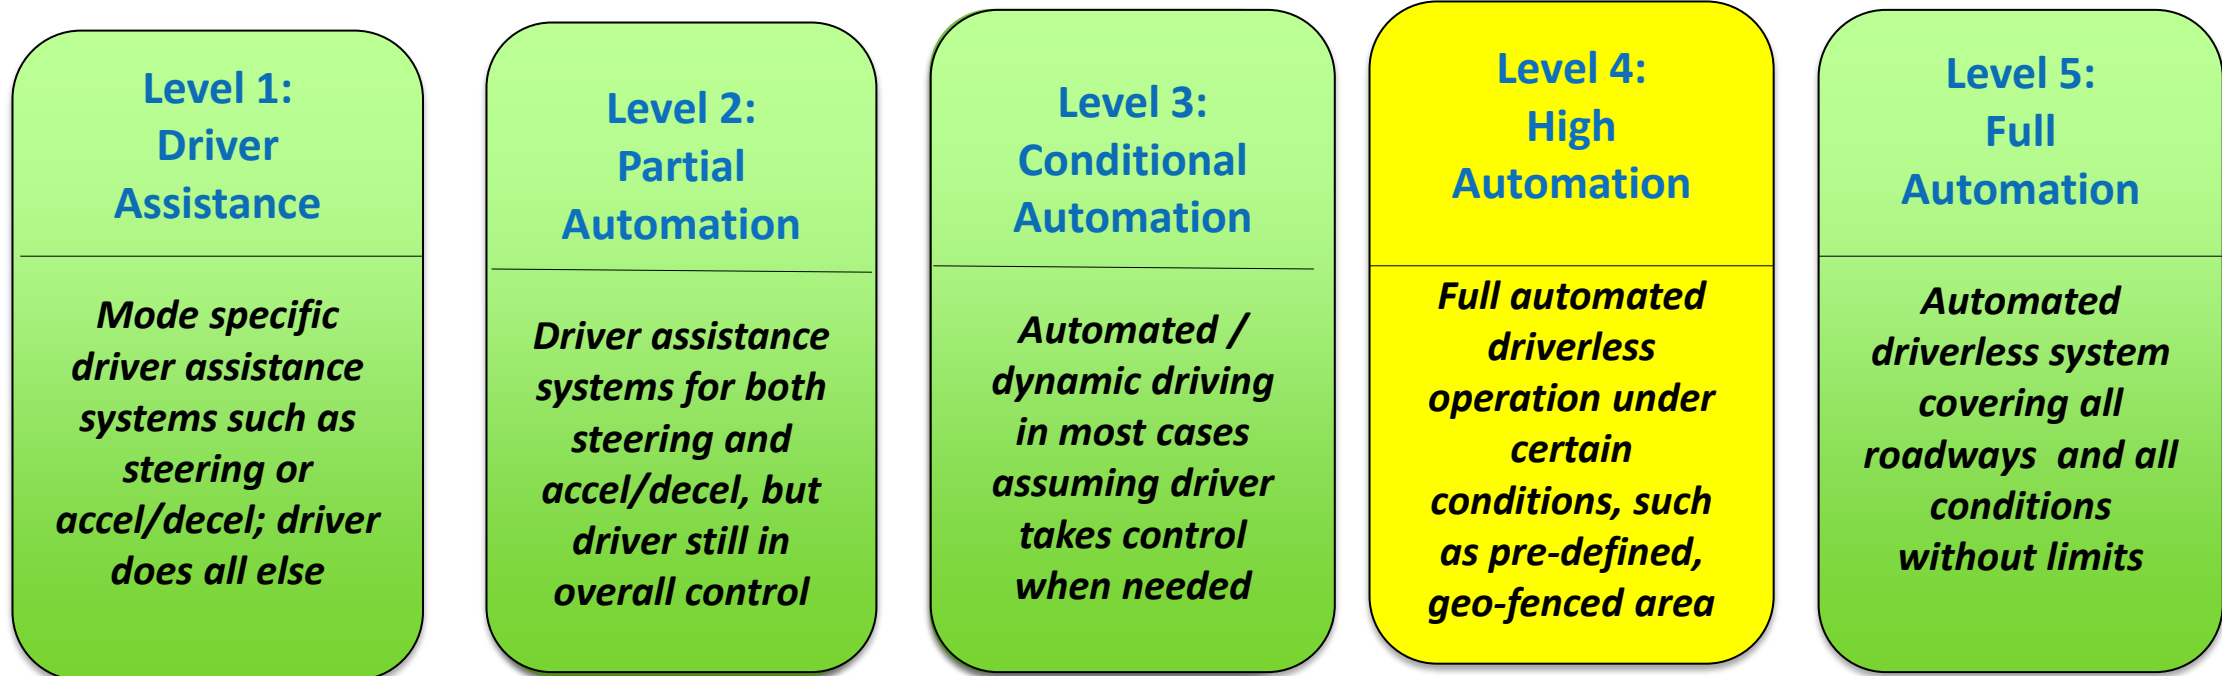 Level 1:
Driver
Assistance
Mode specific
driver assistance
systems such as
steering or
accel/decel; driver
does all else
Level 2:
Partial
Automation
Driver assistance
systems for both
steering and
accel/decel, but
driver still in
overall control
Level 3:
Conditional
Automation
Automated /
dynamic driving
in most cases
assuming driver
takes control
when needed
Level 4:
High
Automation
Full automated
driverless
operation under
certain
conditions, such
as pre-defined,
geo-fenced area
Level 5:
Full
Automation
Automated
driverless system
covering all
roadways  and all
conditions
without limits